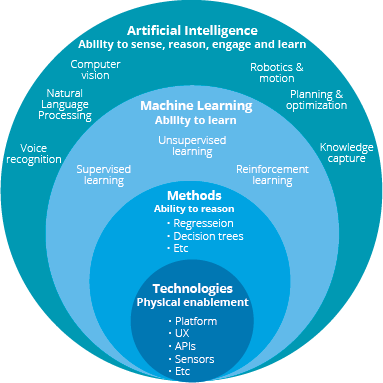 Artificial Intelligence
Ability to sense, reason, engage and learn
Computer
vision
Robotics &
motion
Natural
Language
Processing
Planning &
optimization
Voice
recognition
Knowledge
capture
Machine Learning
Ability to learn
Unsupervised
learning
Supervised
learning
Reinforcement
learning
Methods
Ability to reason
· Regresseion
· Decision trees
· Etc
Technologies
Physical enablement
· Platform
· UX
· APIs
· Sensors
· Etc